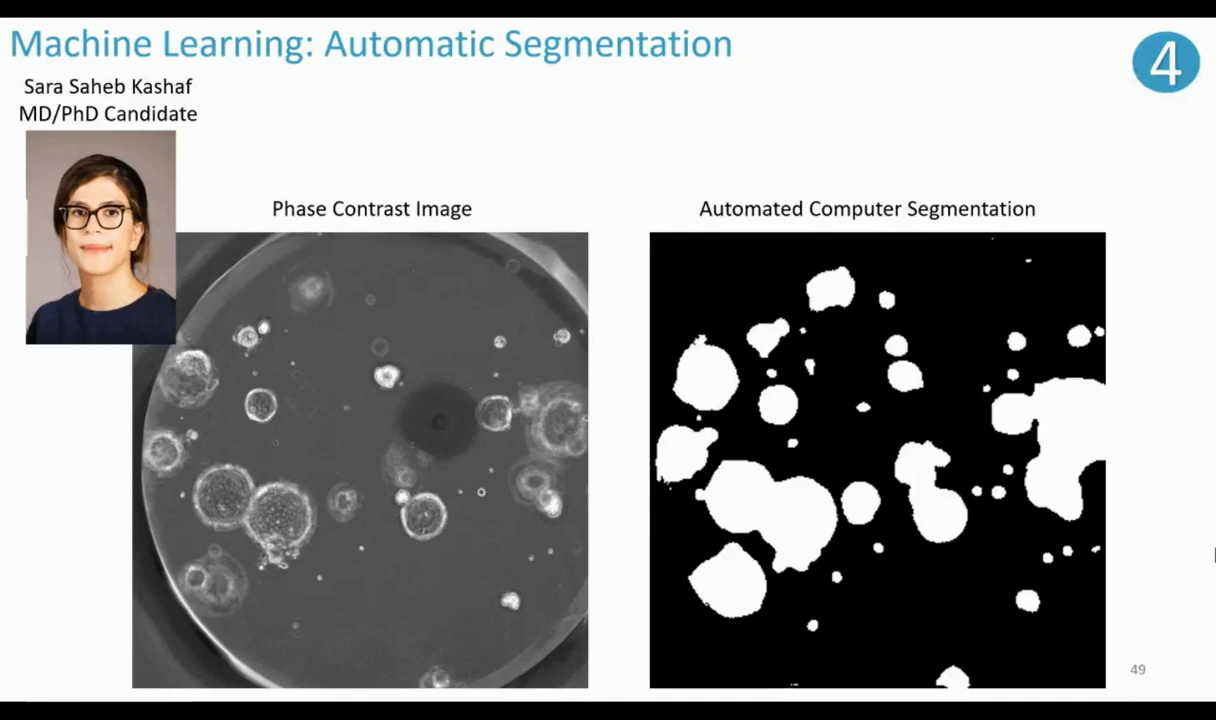 Machine Learning: Automatic Segmentation
4
Sara Saheb Kashaf
MD/PhD Candidate
Phase Contrast Image
Automated Computer Segmentation
49